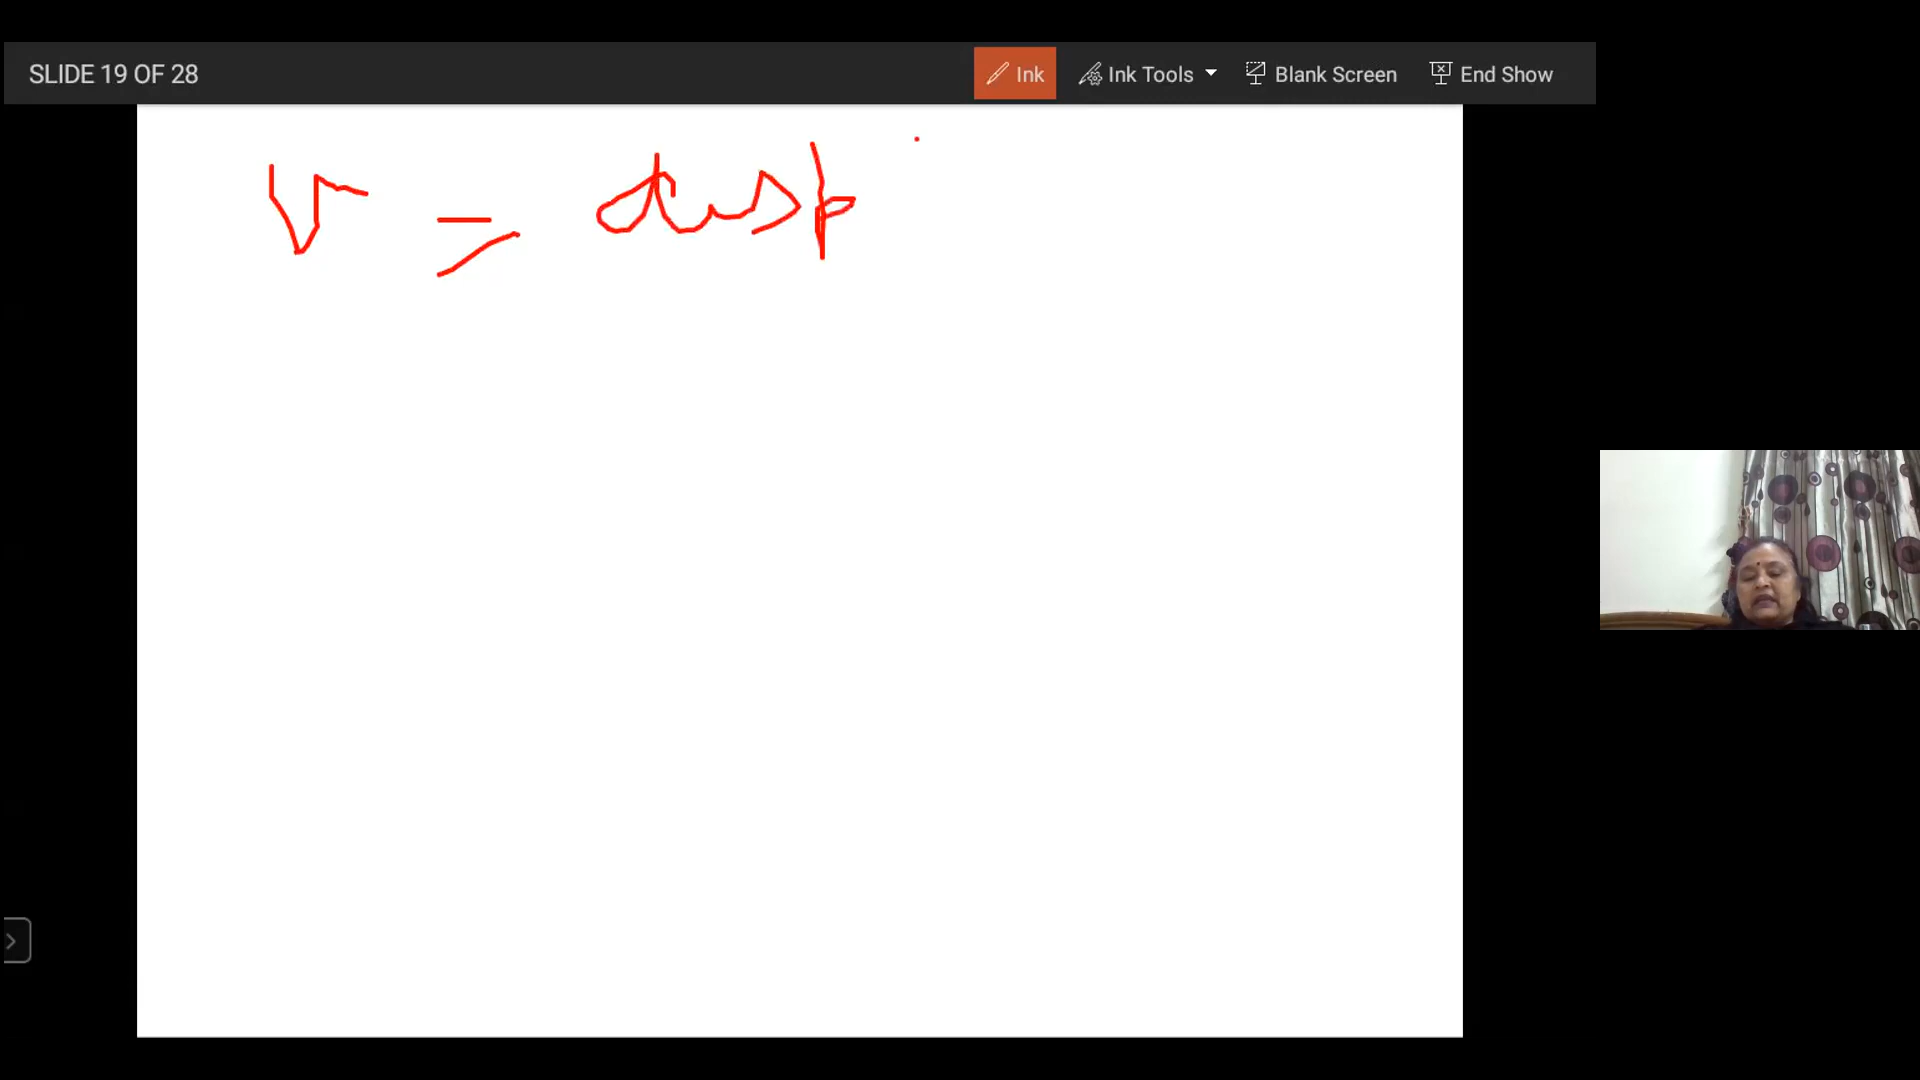 SLIDE 19 OF 28 Ink Ink Tools Blank Screen End Show
V = disp